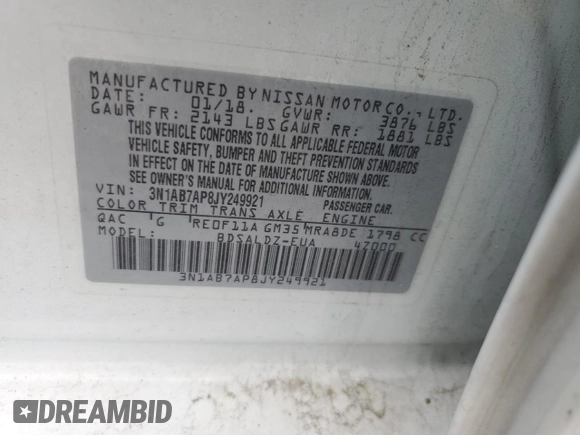 MANUFACTURED BY NISSAN MOTOR CO., LTD.
DATE: 01/18. GVWR: 3876 LBS
GAWR FR: 2143 LBS GAWR RR: 1881 LBS
THIS VEHICLE CONFORMS TO ALL APPLICABLE FEDERAL MOTOR
VEHICLE SAFETY, BUMPER AND THEFT PREVENTION STANDARDS
IN EFFECT ON THE DATE OF MANUFACTURE SHOWN ABOVE.
SEE OWNER'S MANUAL FOR ADDITIONAL INFORMATION.
VIN: 3N1AB7AP8JY249921 PASSENGER CAR.
COLOR TRIM TRANS AXLE ENGINE
QAC G RE0F11A GM35 MRA8DE 1798 CC
MODEL: BDSALDZ-EUA 4Z000
3N1AB7AP8JY249921
DREAMBID